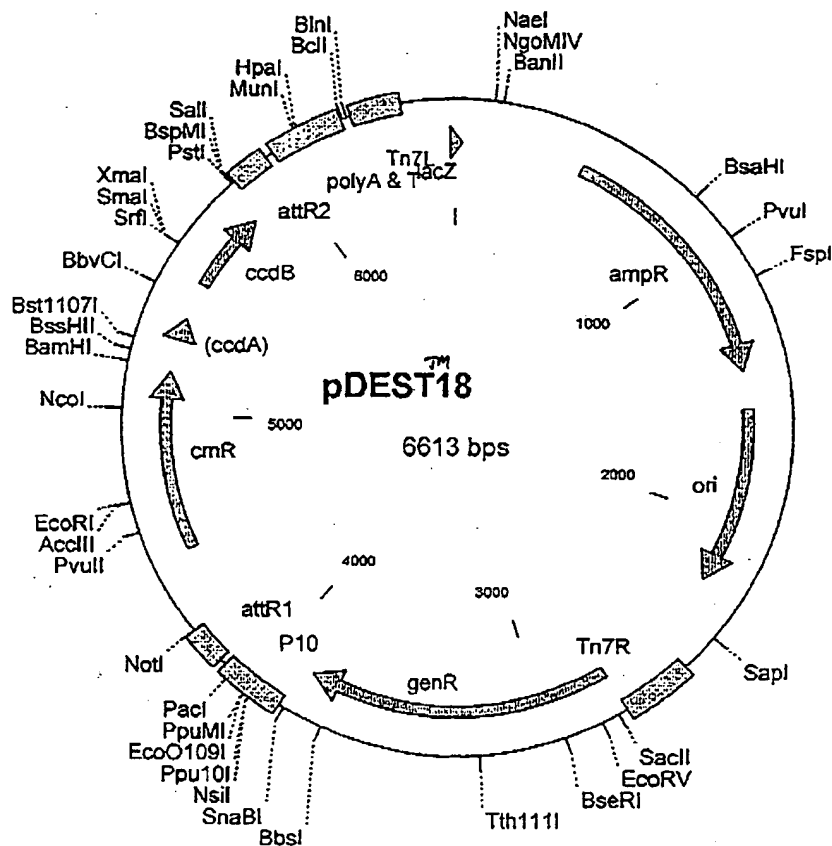 BlnI
BclI
HpaI
MunI
SalI
BspMI
PstI
XmaI
SmaI
SrfI
BbvCI
Bst1107I
BssHII
BamHI
NcoI
EcoRI
AccIII
PvuII
NotI
PacI
PpuMI
EcoO109I
Ppu10I
NsiI
SnaBI
BbsI
NaeI
NgoMIV
BanII
BsaHI
PvuI
FspI
SapI
SacII
EcoRV
BseRI
Tth111I
Tn7L
lacZ
polyA & T
attR2
ccdB
(ccdA)
cmR
attR1
P10
genR
Tn7R
ori
ampR
6000
1000
5000
2000
4000
3000
pDEST™18
6613 bps